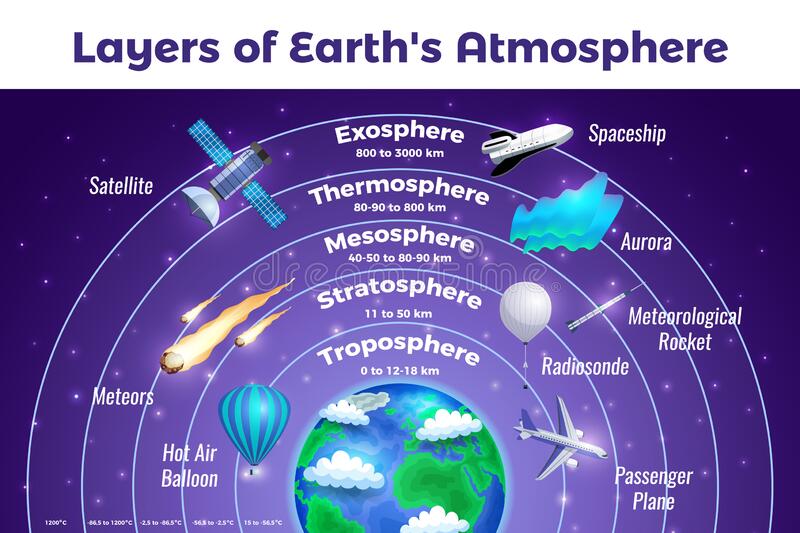 Layers of Earth's Atmosphere
Exosphere
800 to 3000 km
Spaceship
Satellite
Thermosphere
80-90 to 800 km
Aurora
Mesosphere
40-50 to 80-90 km
dreamstime
Stratosphere
11 to 50 km
Meteorological
Rocket
Radiosonde
Troposphere
0 to 12-18 km
Meteors
Hot Air
Balloon
Passenger
Plane
1200°C
-86,5 to 1200°C
-2,5 to -86,5°C
-56,5 to -2,5°C
15 to -56,5°C